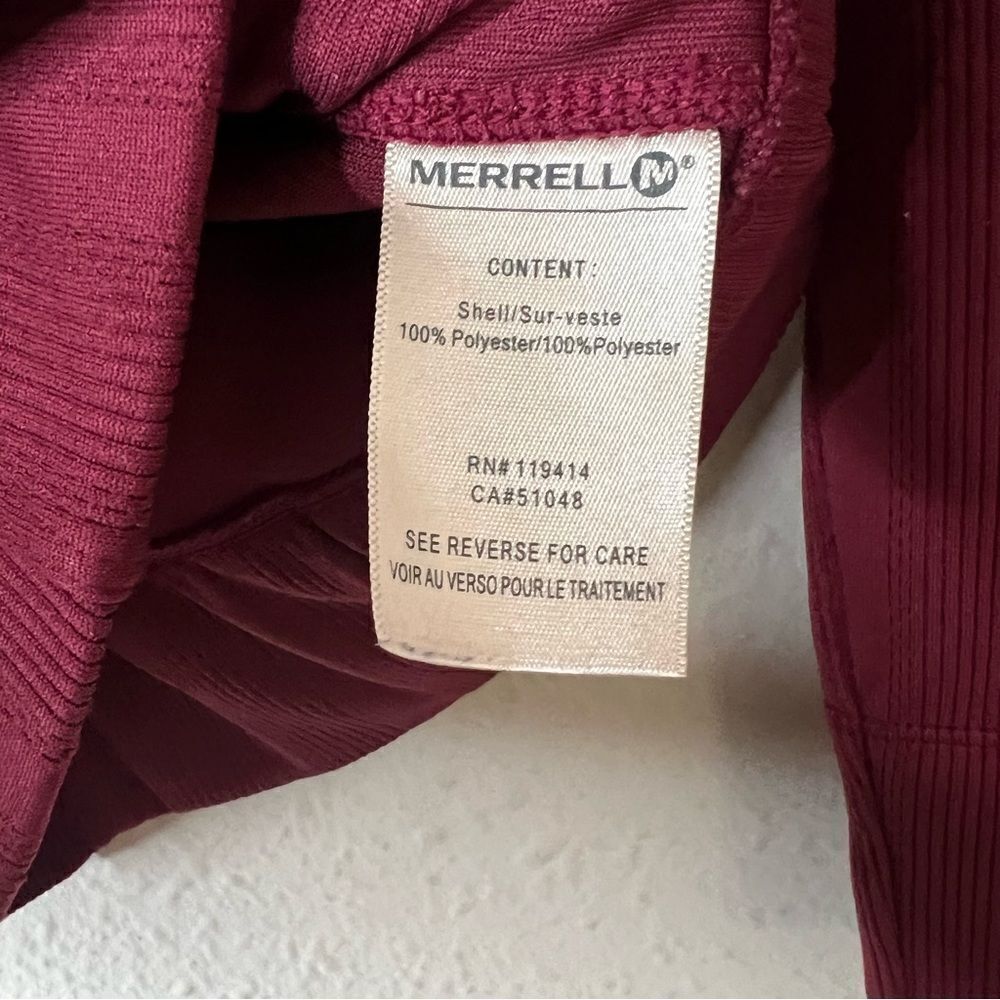 MERRELL M®
CONTENT:
Shell/Sur-veste
100% Polyester/100%Polyester
RN# 119414
CA#51048
SEE REVERSE FOR CARE
VOIR AU VERSO POUR LE TRAITEMENT